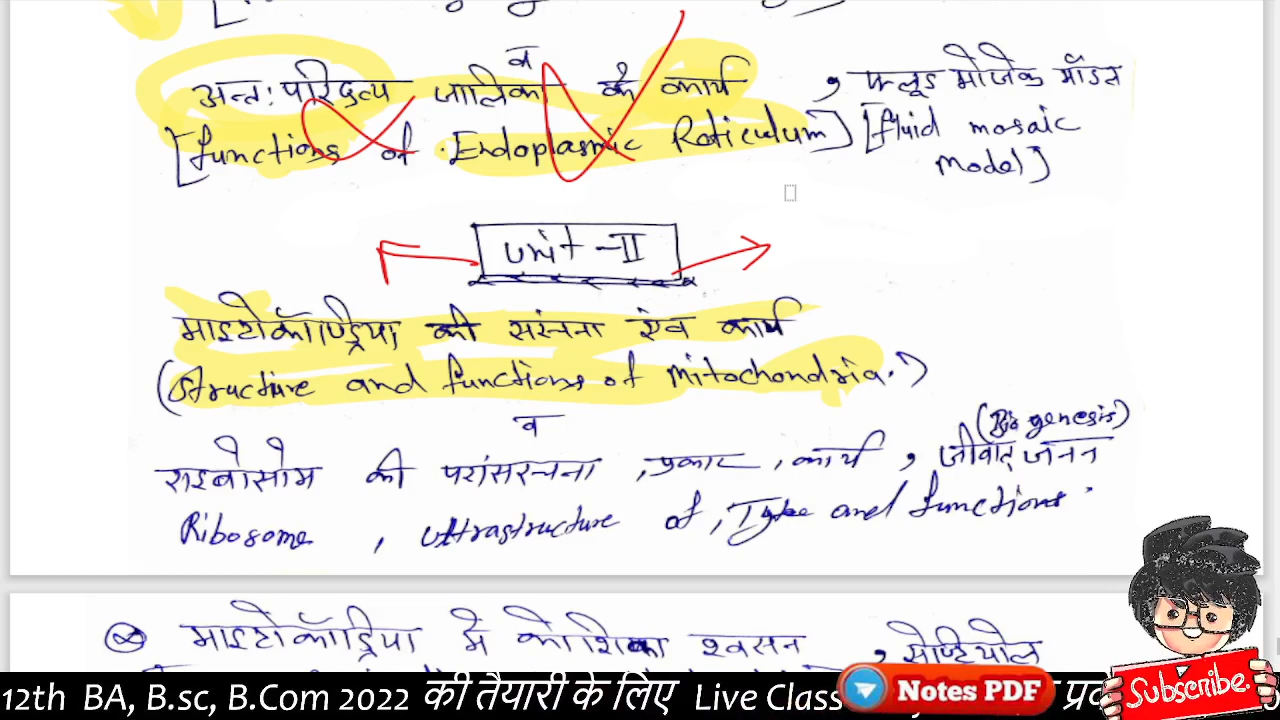 व
अन्त: परिद्रव्य जालिका के कार्य , फ्लूड मोजेक मॉडल
[functions of Endoplasmic Reticulum] [fluid mosaic model]
Unit-II
माइटोकॉण्ड्रिया की संरचना एंव कार्य
(structure and functions of mitochondria.)
व
(Bio genesis)
राइबोसोम की परासंरचना , प्रकार , कार्य , जीवात् जनन
Ribosome , Ultrastructure of , Type and functions
माइटोकॉड्रिया में कोशिका श्वसन ,
12th BA, B.sc, B.Com 2022 की तैयारी के लिए Live Class
Notes PDF
Subscribe.